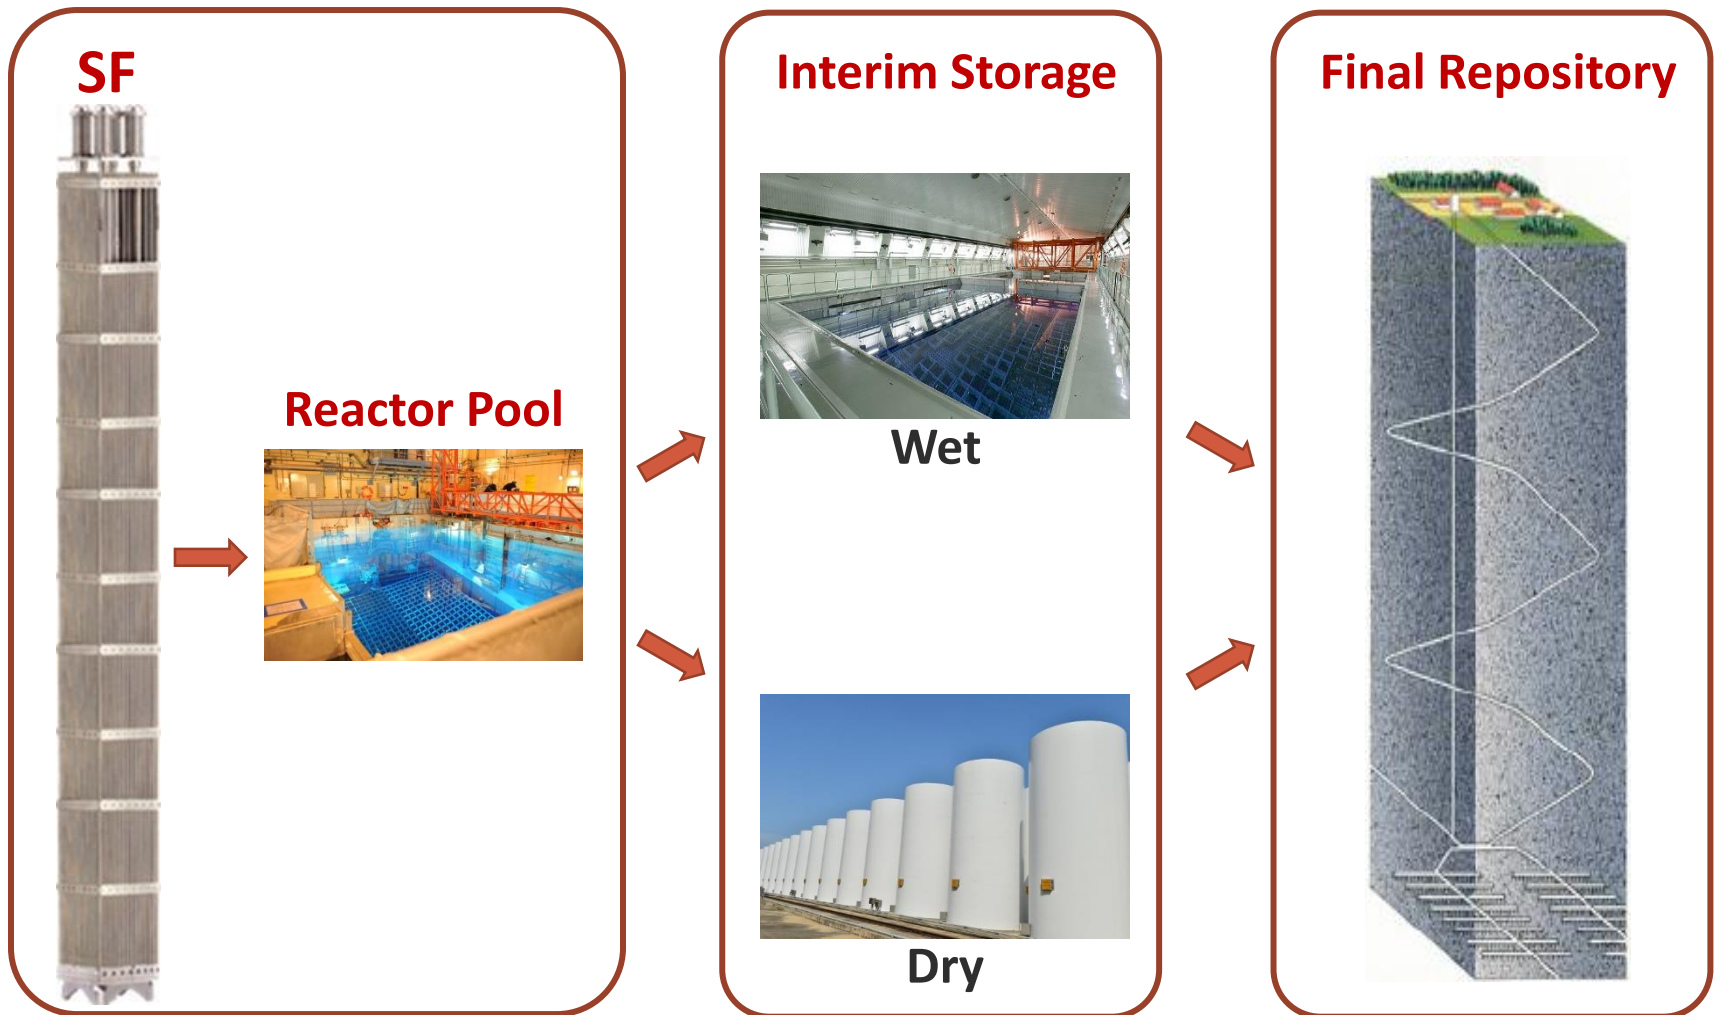 SF
Reactor Pool
Interim Storage
Wet
Dry
Final Repository